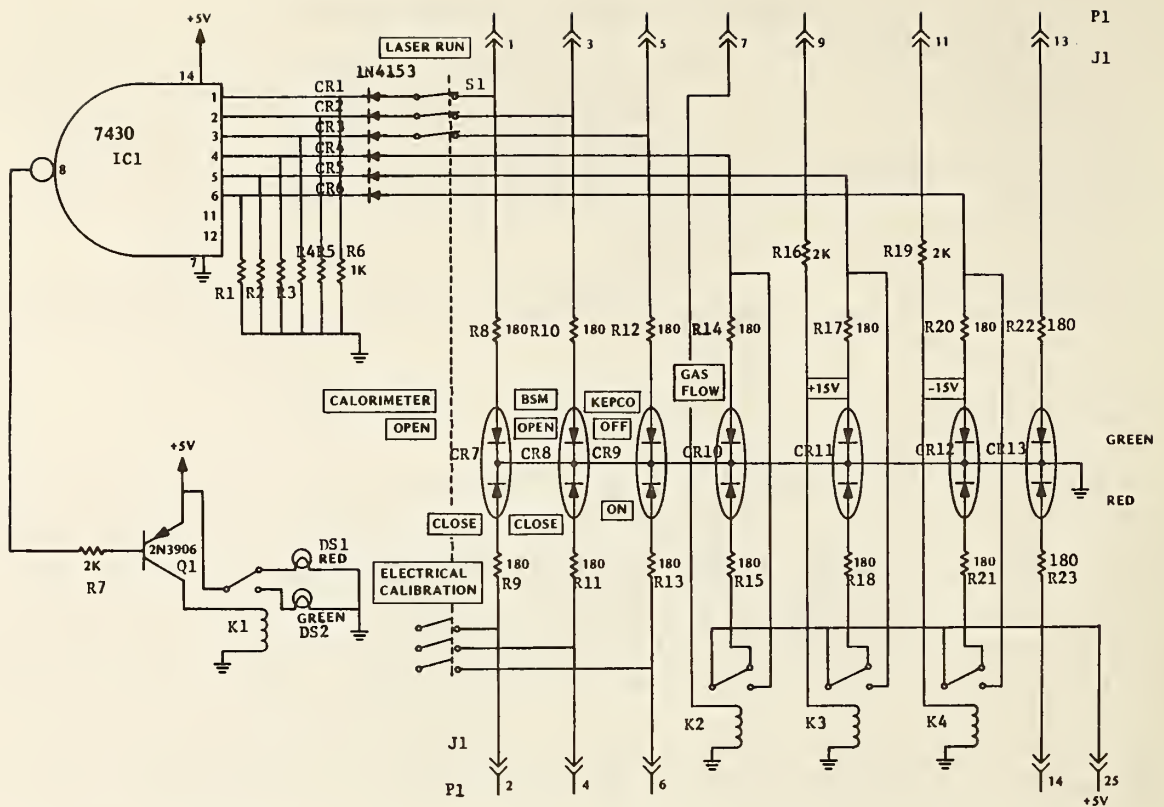 P1
1 3 5 7 9 11 13
J1
+5V
LASER RUN
14
1N4153
CR1
S1
1
CR2
2
7430
CR3
3
IC1
CR4
4
8
CR5
5
CR6
6
11
12
7
R1 R2 R3 R4 R5 R6
1K
R16 2K
R19 2K
R8 180 R10 180 R12 180 R14 180 R17 180 R20 180 R22 180
GAS
FLOW
+15V
-15V
CALORIMETER
BSM
KEPCO
OPEN
OPEN
OFF
GREEN
CR7 CR8 CR9 CR10 CR11 CR12 CR13
RED
+5V
ON
CLOSE
CLOSE
2N3906
2K
Q1
R7
DS1
RED
ELECTRICAL
CALIBRATION
180 180 180 180 180 180 180
R9 R11 R13 R15 R18 R21 R23
GREEN
DS2
K1
K2 K3 K4
J1
P1
2 4 6 14 25
+5V